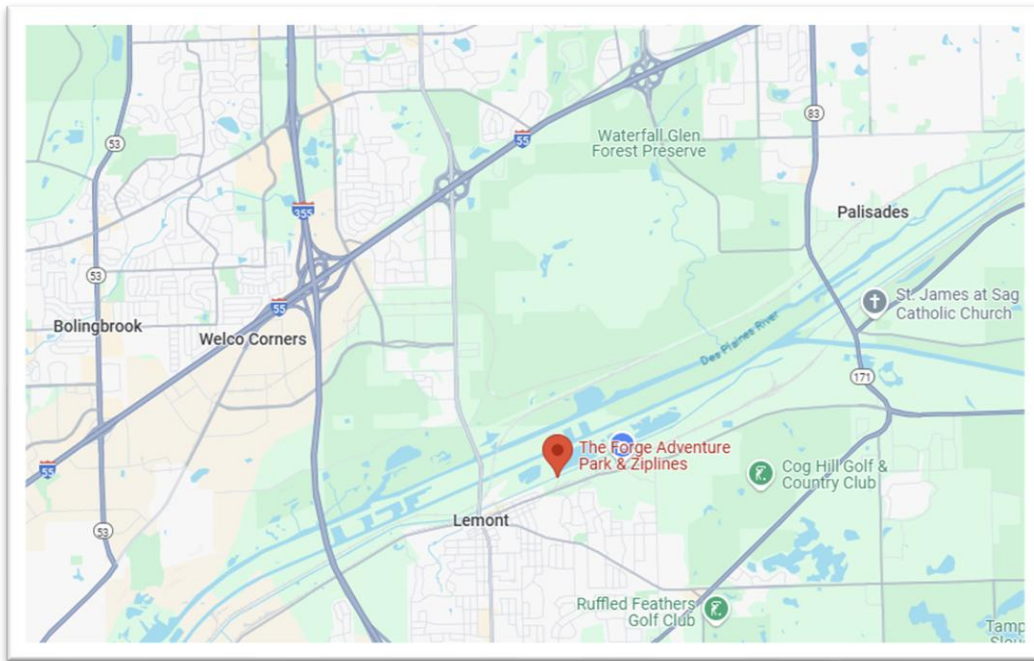 83
53
55
Waterfall Glen
Forest Preserve
355
Palisades
53
55
St. James at Sag
Catholic Church
Bolingbrook
Welco Corners
Des Plaines River
171
The Forge Adventure
Park & Ziplines
55
Cog Hill Golf &
Country Club
Lemont
53
Ruffled Feathers
Golf Club
Tamp